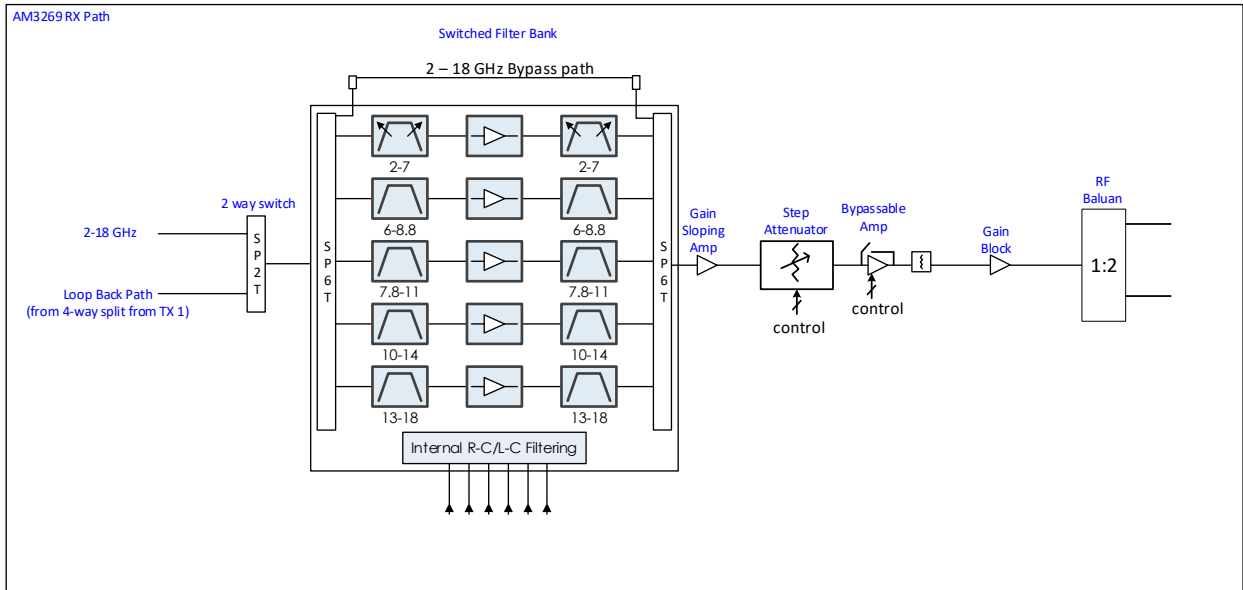 AM3269 RX Path
Switched Filter Bank
2 – 18 GHz Bypass path
2-7
2-7
6-8.8
6-8.8
7.8-11
7.8-11
10-14
10-14
13-18
13-18
Internal R-C/L-C Filtering
2 way switch
2-18 GHz
Loop Back Path
(from 4-way split from TX 1)
S
P
2
T
S
P
6
T
S
P
6
T
Gain
Sloping
Amp
Step
Attenuator
control
Bypassable
Amp
control
Gain
Block
RF
Baluan
1:2